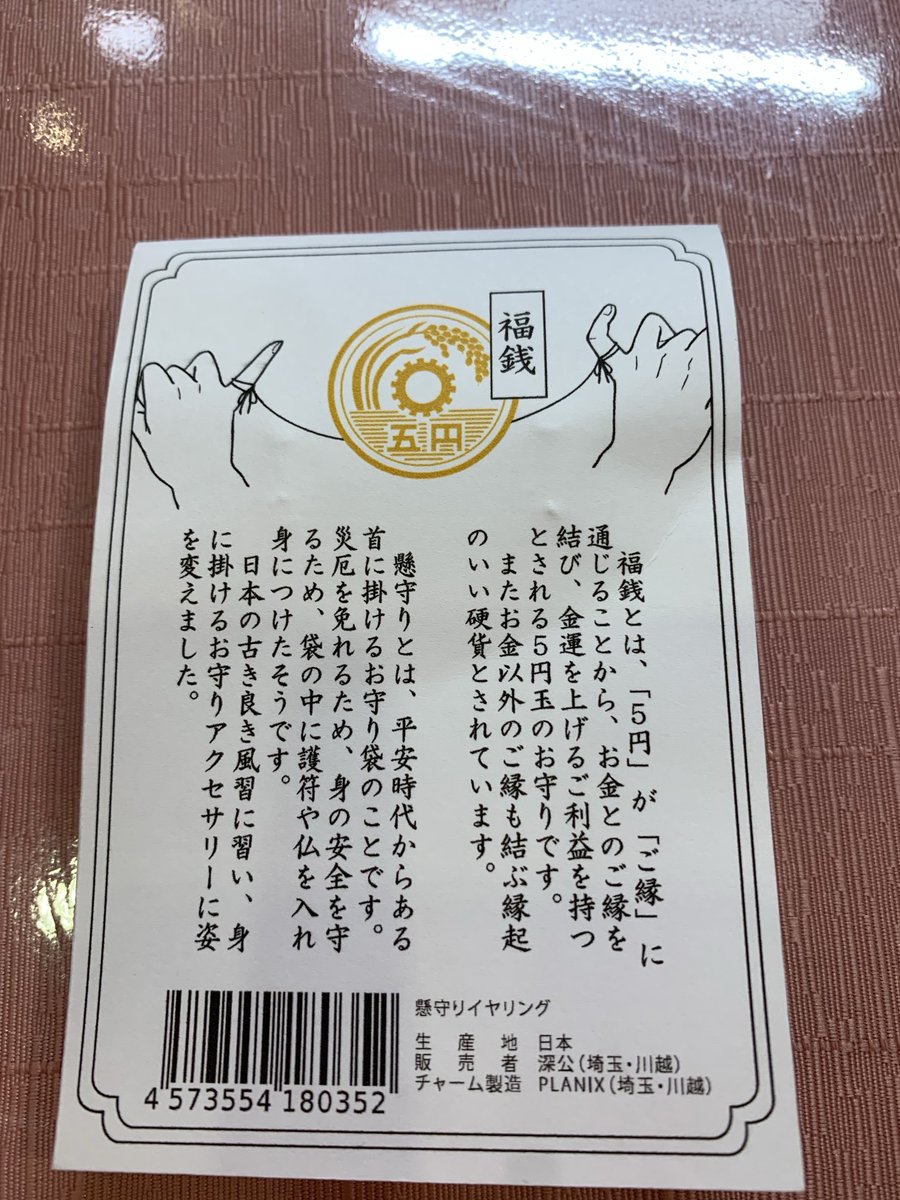 福銭
五円
福銭とは、「5円」が「ご縁」に
通じることから、お金とのご縁を
結び、金運を上げるご利益を持つ
とされる5円玉のお守りです。
またお金以外のご縁も結ぶ縁起
のいい硬貨とされています。
懸守りとは、平安時代からある
首に掛けるお守り袋のことです。
災厄を免れるため、身の安全を守
るため、袋の中に護符や仏を入れ
身につけたそうです。
日本の古き良き風習に習い、身
に掛けるお守りアクセサリーに姿
を変えました。
懸守りイヤリング
生産地 日本
販売者 深公(埼玉・川越)
チャーム製造 PLANIX(埼玉・川越)
4 573554 180352